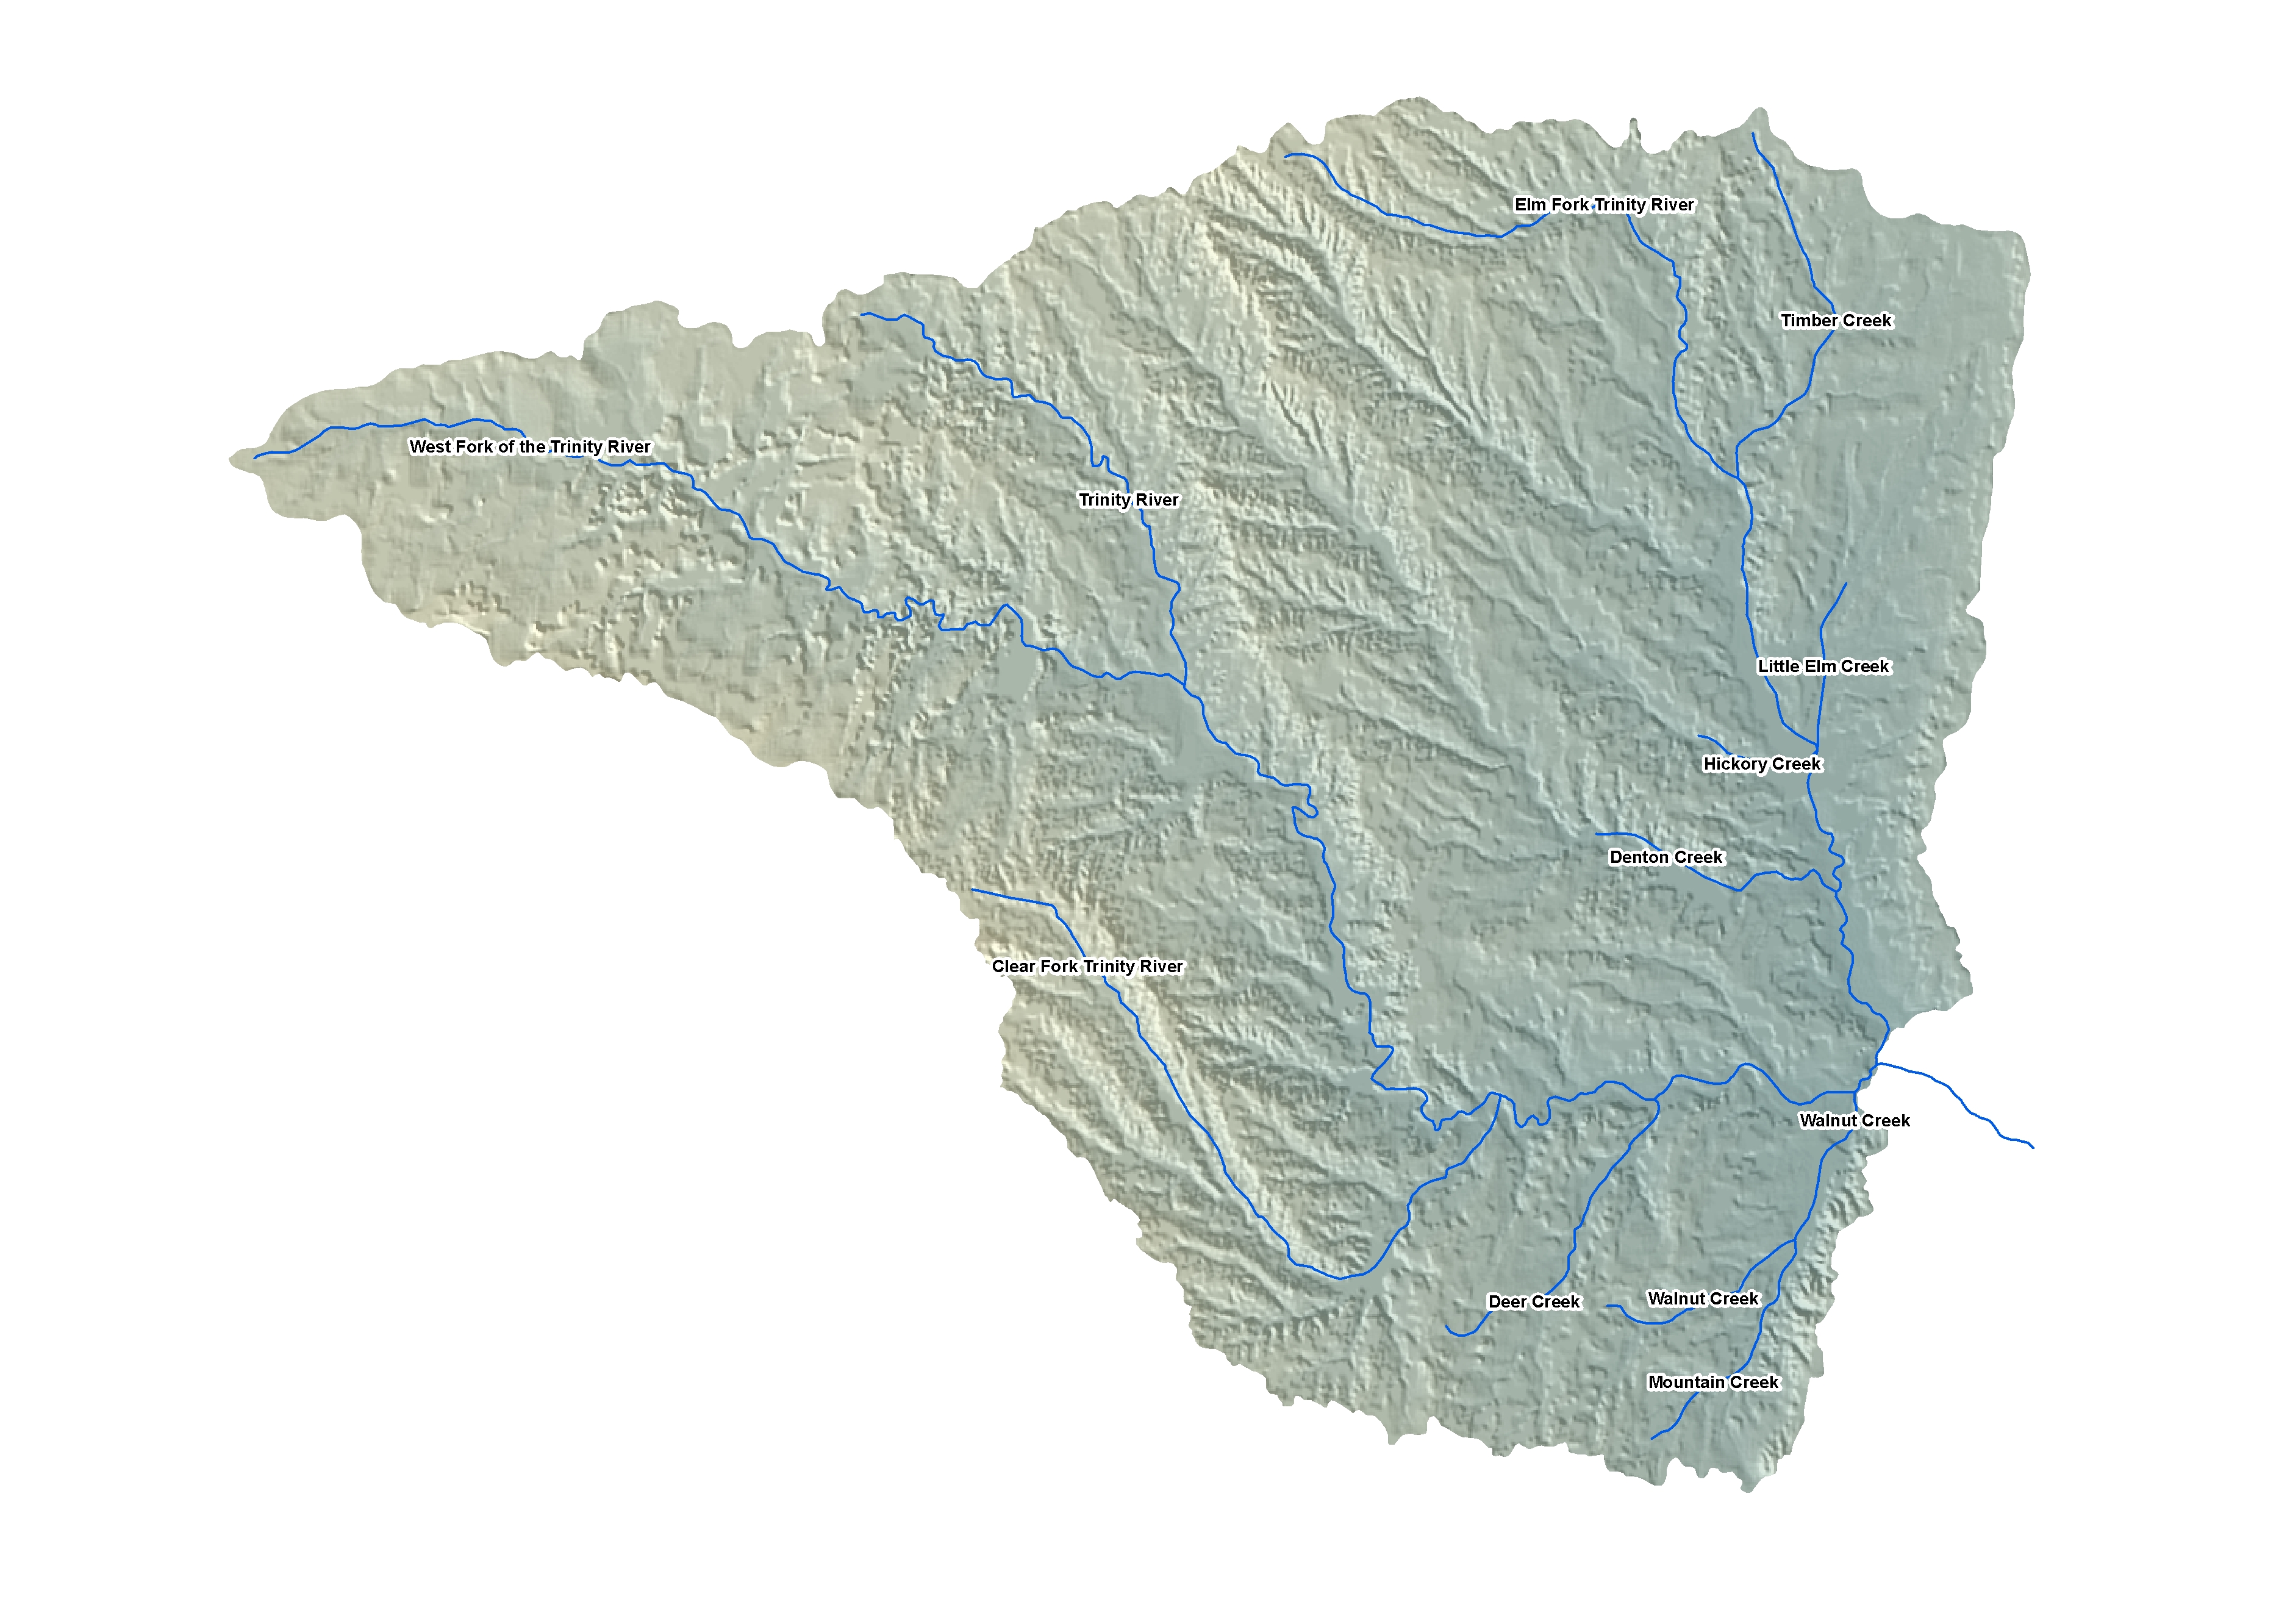 Elm Fork Trinity River
Timber Creek
West Fork of the Trinity River
Trinity River
Little Elm Creek
Hickory Creek
Denton Creek
Clear Fork Trinity River
Walnut Creek
Walnut Creek
Deer Creek
Mountain Creek